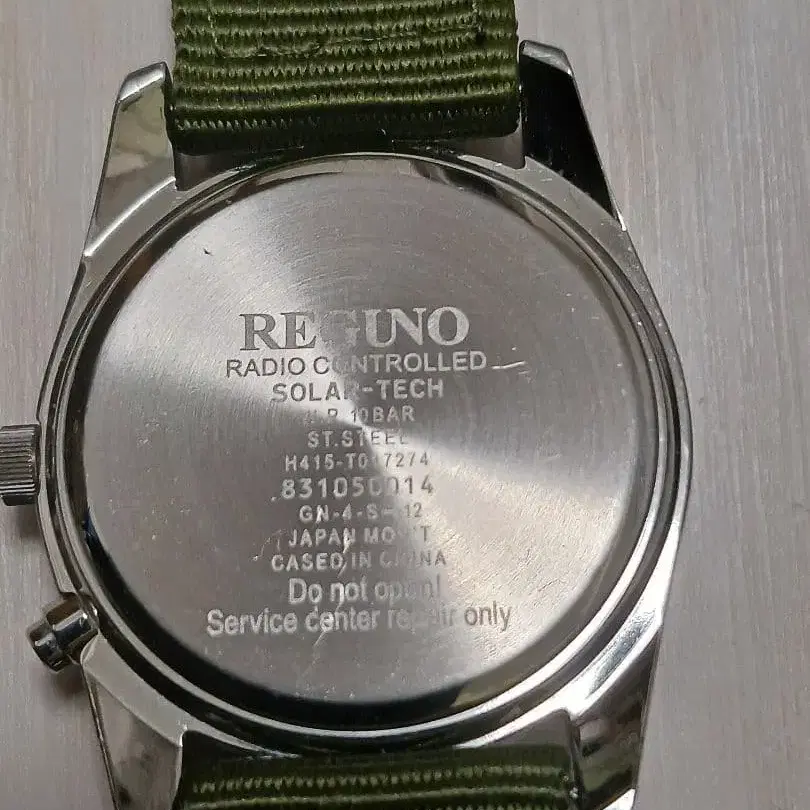 REGUNO
RADIO CONTROLLED
SOLAR-TECH
W.R.10BAR
ST.STEEL
H415-T017274
831050014
GN-4-S-12
JAPAN MOV'T
CASED IN CHINA
Do not open!
Service center repair only